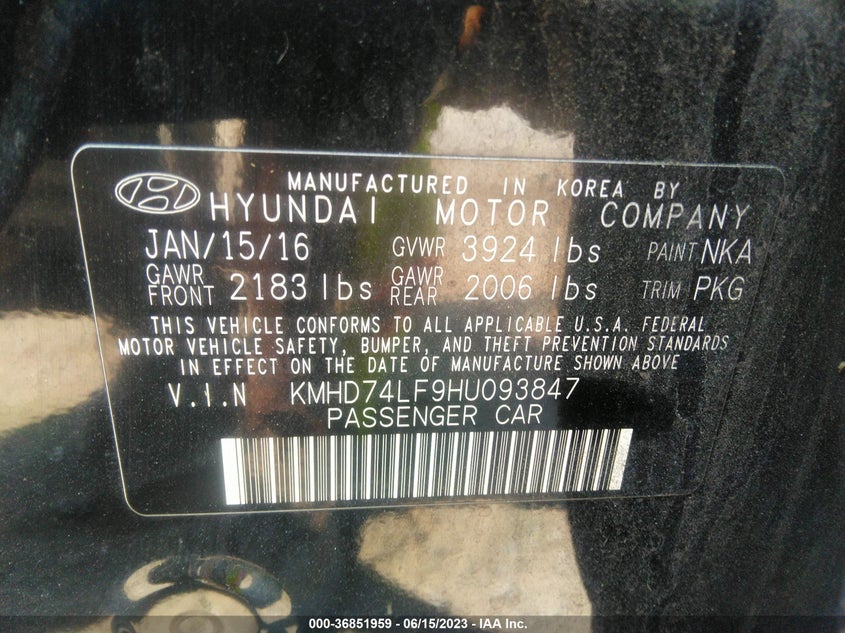 MANUFACTURED IN KOREA BY
HYUNDAI MOTOR COMPANY
JAN/15/16 GVWR 3924 lbs PAINT NKA
GAWR FRONT 2183 lbs GAWR REAR 2006 lbs TRIM PKG
THIS VEHICLE CONFORMS TO ALL APPLICABLE U.S.A. FEDERAL
MOTOR VEHICLE SAFETY, BUMPER, AND THEFT PREVENTION STANDARDS
IN EFFECT ON THE DATE OF MANUFACTURE SHOWN ABOVE
V.I.N KMHD74LF9HU093847
PASSENGER CAR
000-36851959 - 06/15/2023 - IAA Inc.